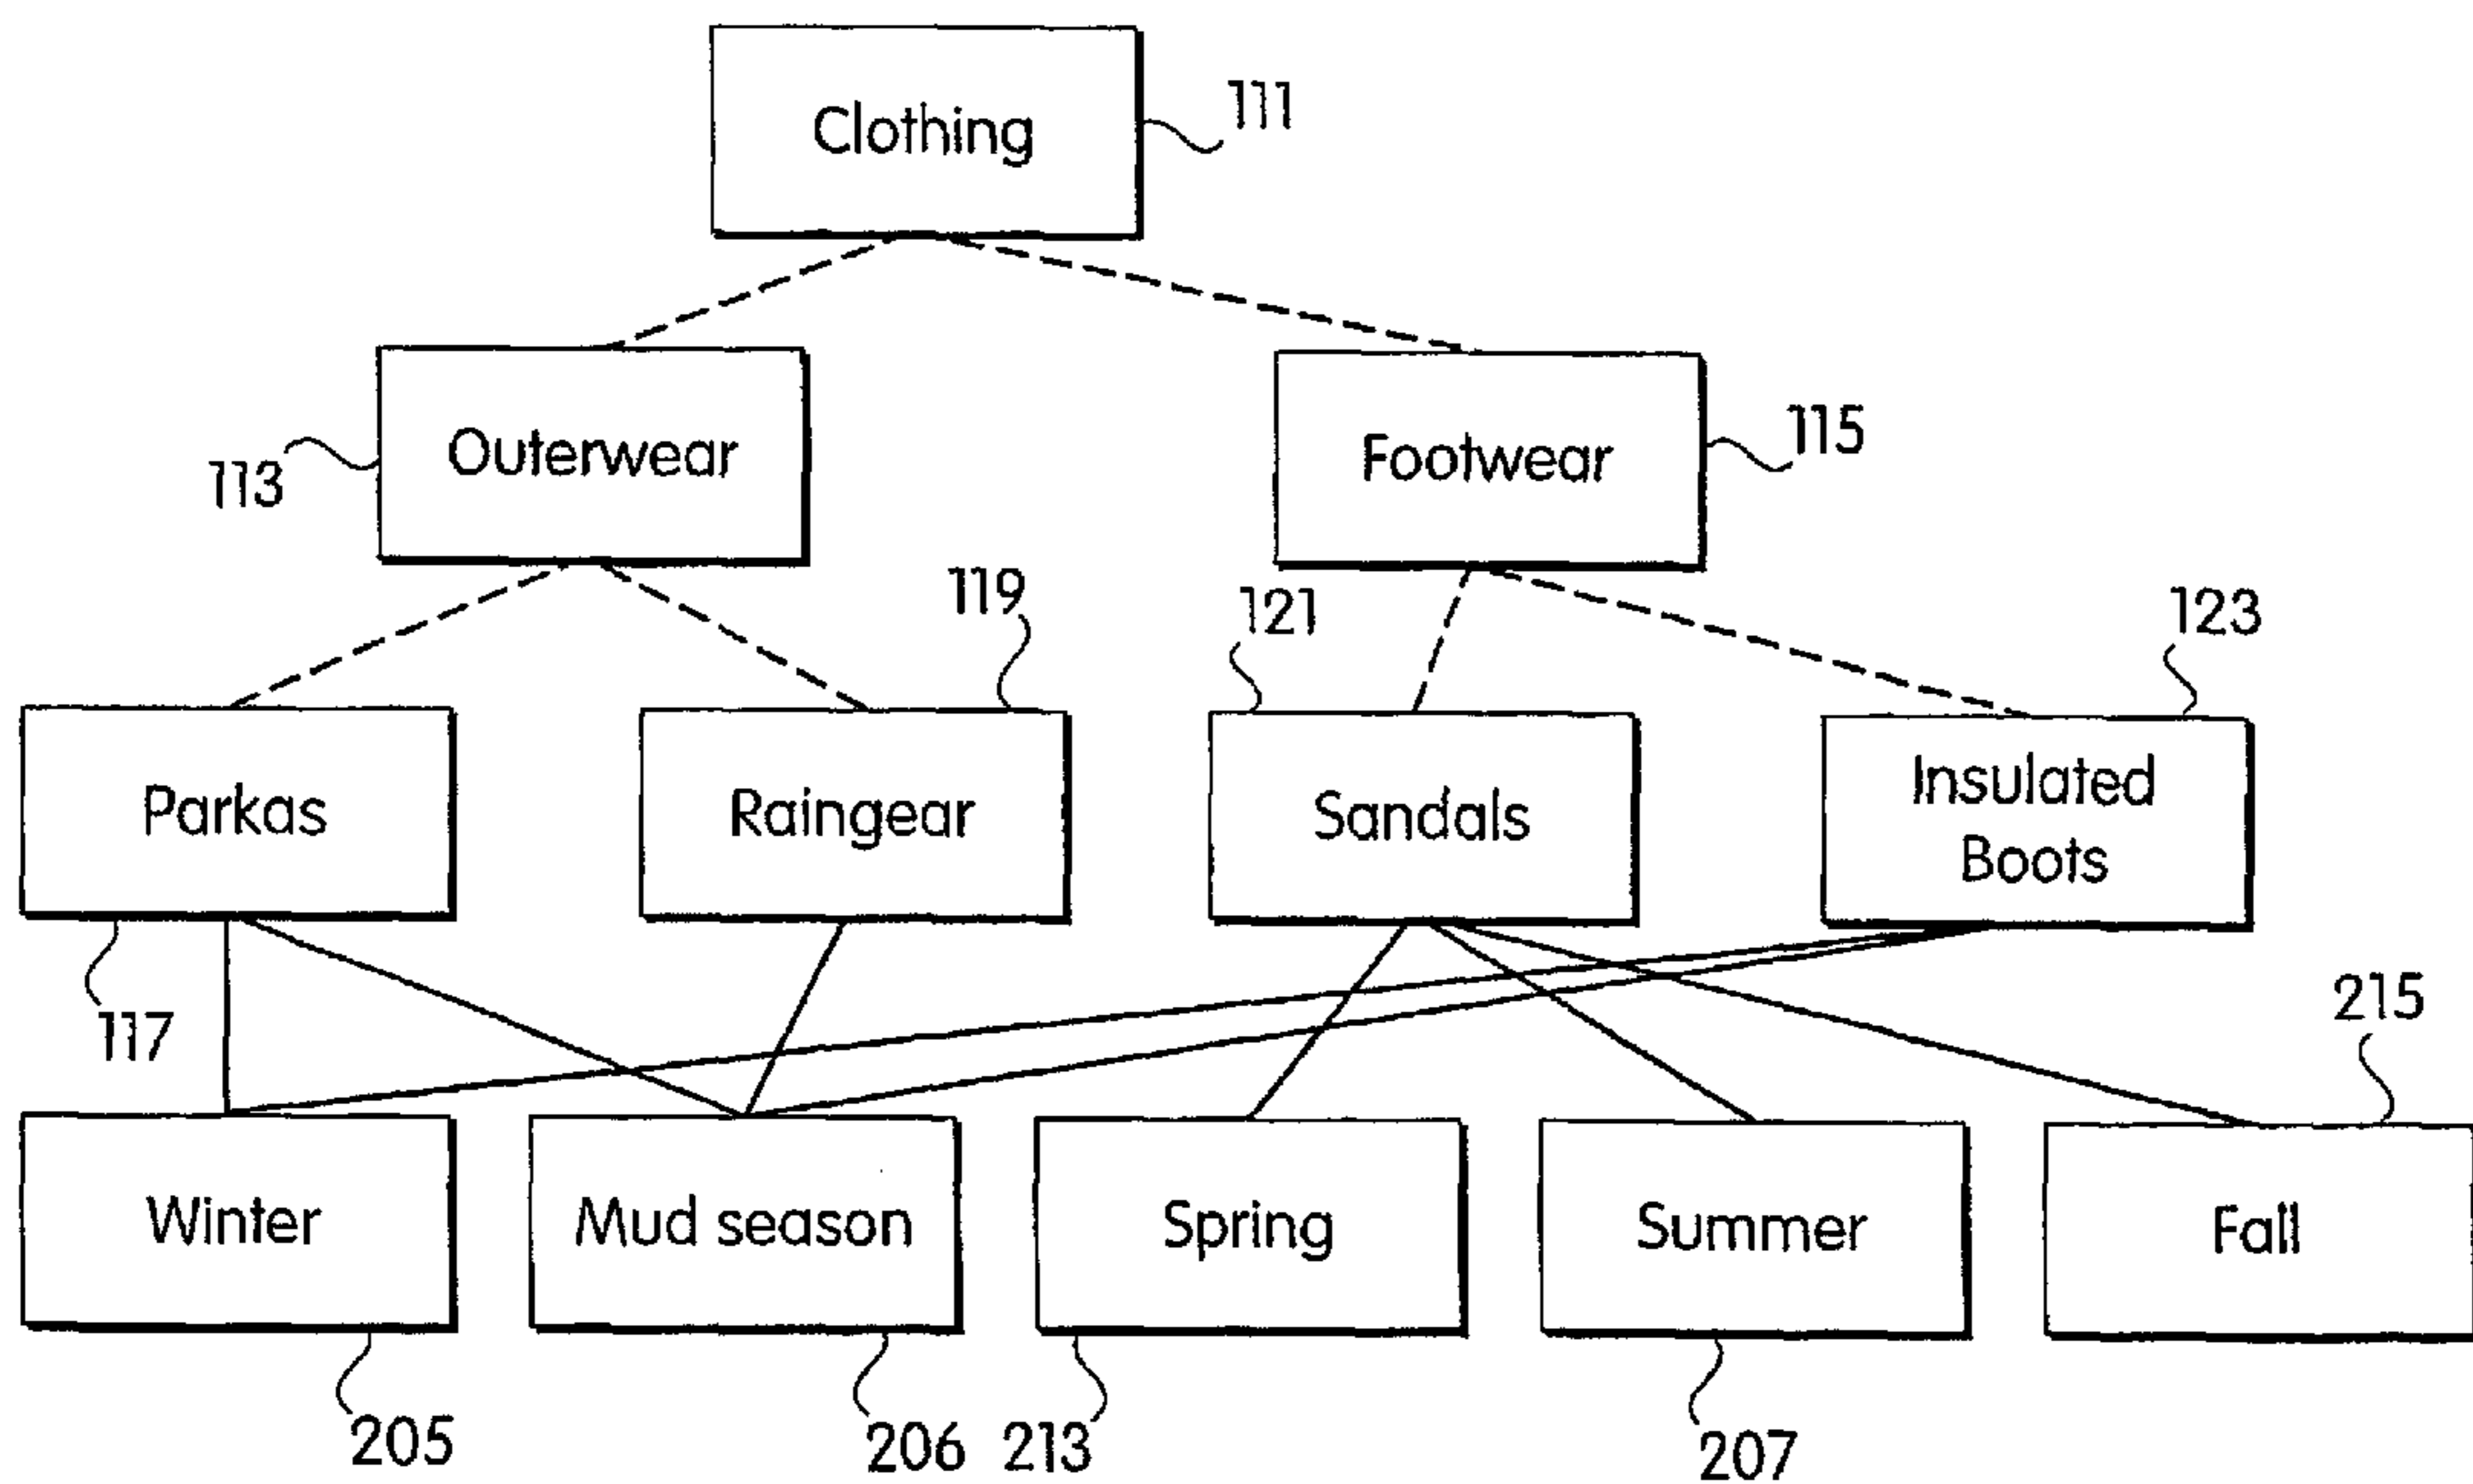 Clothing
111
Outerwear
113
Footwear
115
119
121
123
Parkas
Raingear
Sandals
Insulated
Boots
117
215
Winter
Mud season
Spring
Summer
Fall
205
206
213
207